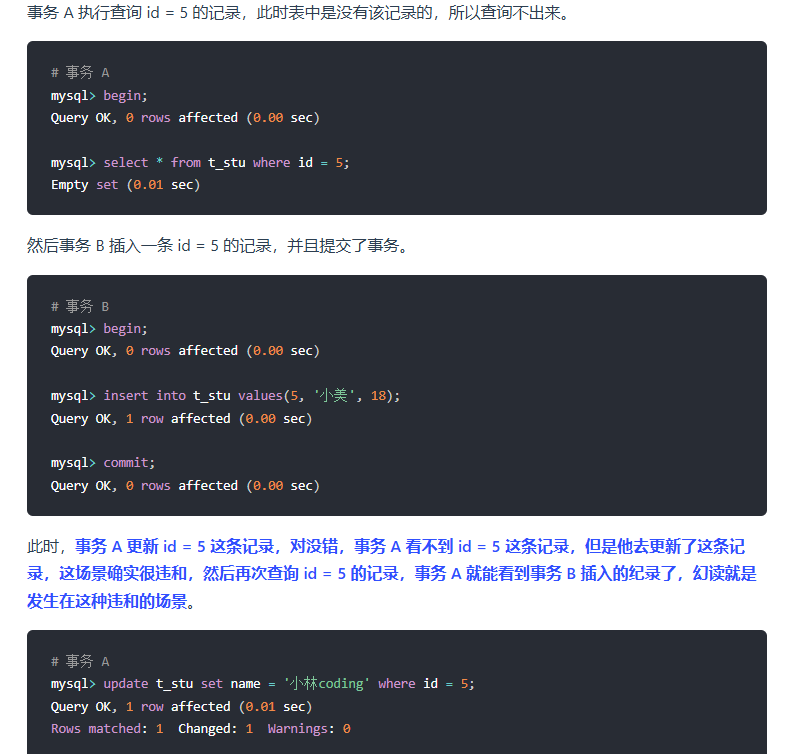 事务 A 执行查询 id = 5 的记录，此时表中是没有该记录的，所以查询不出来。
# 事务 A
mysql> begin;
Query OK, 0 rows affected (0.00 sec)
mysql> select * from t_stu where id = 5;
Empty set (0.01 sec)
然后事务 B 插入一条 id = 5 的记录，并且提交了事务。
# 事务 B
mysql> begin;
Query OK, 0 rows affected (0.00 sec)
mysql> insert into t_stu values(5, '小美', 18);
Query OK, 1 row affected (0.00 sec)
mysql> commit;
Query OK, 0 rows affected (0.00 sec)
此时，事务 A 更新 id = 5 这条记录，对没错，事务 A 看不到 id = 5 这条记录，但是他去更新了这条记
录，这场景确实很违和，然后再次查询 id = 5 的记录，事务 A 就能看到事务 B 插入的纪录了，幻读就是
发生在这种违和的场景。
# 事务 A
mysql> update t_stu set name = '小林coding' where id = 5;
Query OK, 1 row affected (0.01 sec)
Rows matched: 1  Changed: 1  Warnings: 0